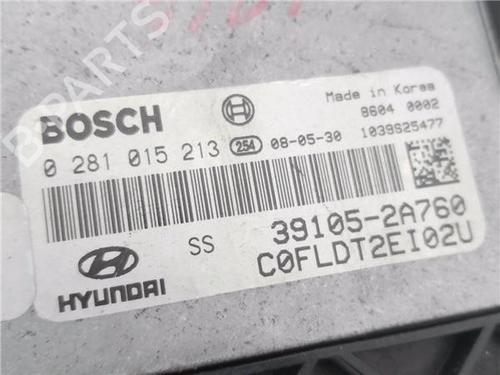 B-PARTS
BOSCH
Made in Korea
8604 0002
0 281 015 213 254 08-05-30 1039S25477
SS
39105-2A760
C0FLDT2EI02U
HYUNDAI